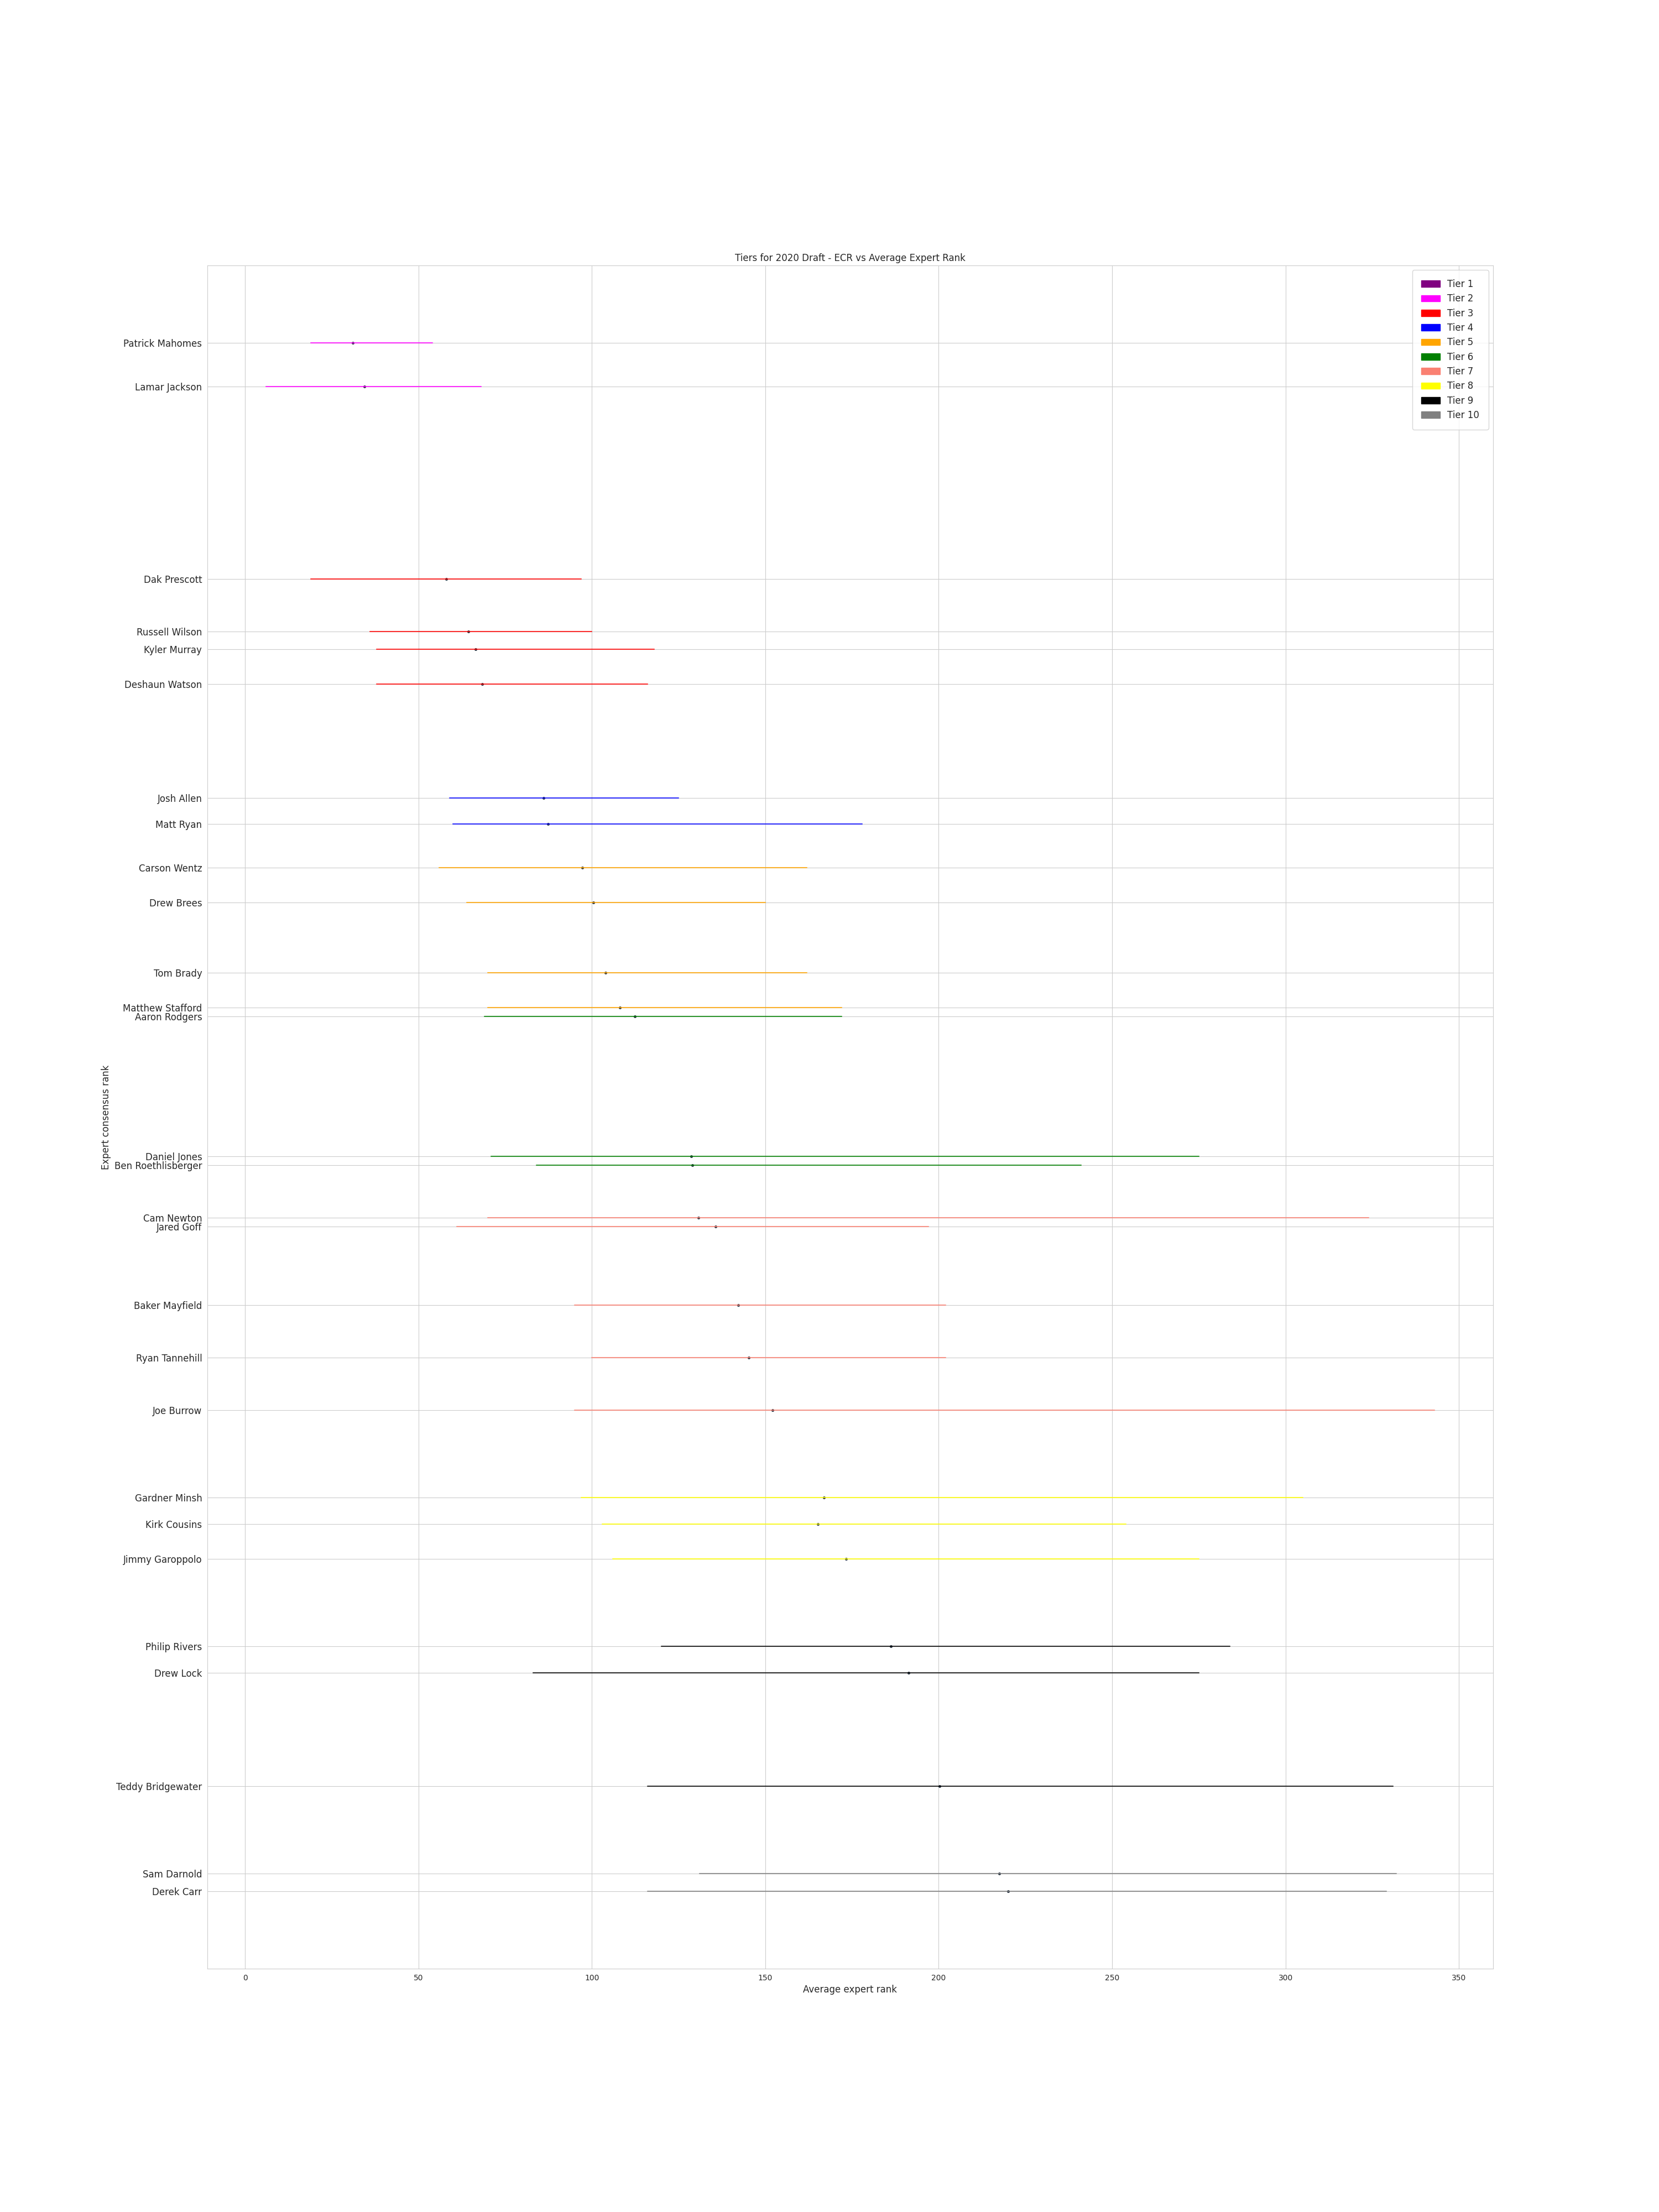 Tiers for 2020 Draft - ECR vs Average Expert Rank
Tier 1
Tier 2
Tier 3
Tier 4
Tier 5
Tier 6
Tier 7
Tier 8
Tier 9
Tier 10
Patrick Mahomes
Lamar Jackson
Dak Prescott
Russell Wilson
Kyler Murray
Deshaun Watson
Josh Allen
Matt Ryan
Carson Wentz
Drew Brees
Tom Brady
Matthew Stafford
Aaron Rodgers
Daniel Jones
Ben Roethlisberger
Cam Newton
Jared Goff
Baker Mayfield
Ryan Tannehill
Joe Burrow
Gardner Minsh
Kirk Cousins
Jimmy Garoppolo
Philip Rivers
Drew Lock
Teddy Bridgewater
Sam Darnold
Derek Carr
Expert consensus rank
0 50 100 150 200 250 300 350
Average expert rank